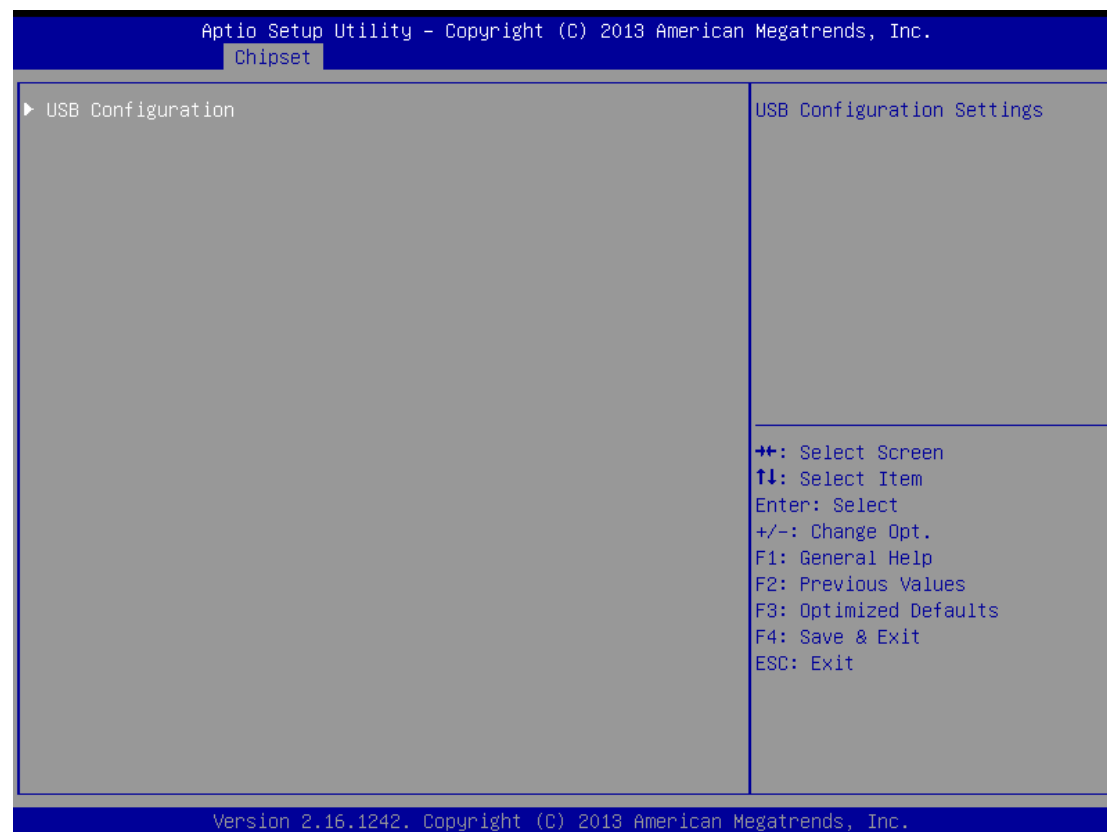 Aptio Setup Utility – Copyright (C) 2013 American Megatrends, Inc.
Chipset
► USB Configuration
USB Configuration Settings
→←: Select Screen
↑↓: Select Item
Enter: Select
+/-: Change Opt.
F1: General Help
F2: Previous Values
F3: Optimized Defaults
F4: Save & Exit
ESC: Exit
Version 2.16.1242. Copyright (C) 2013 American Megatrends, Inc.